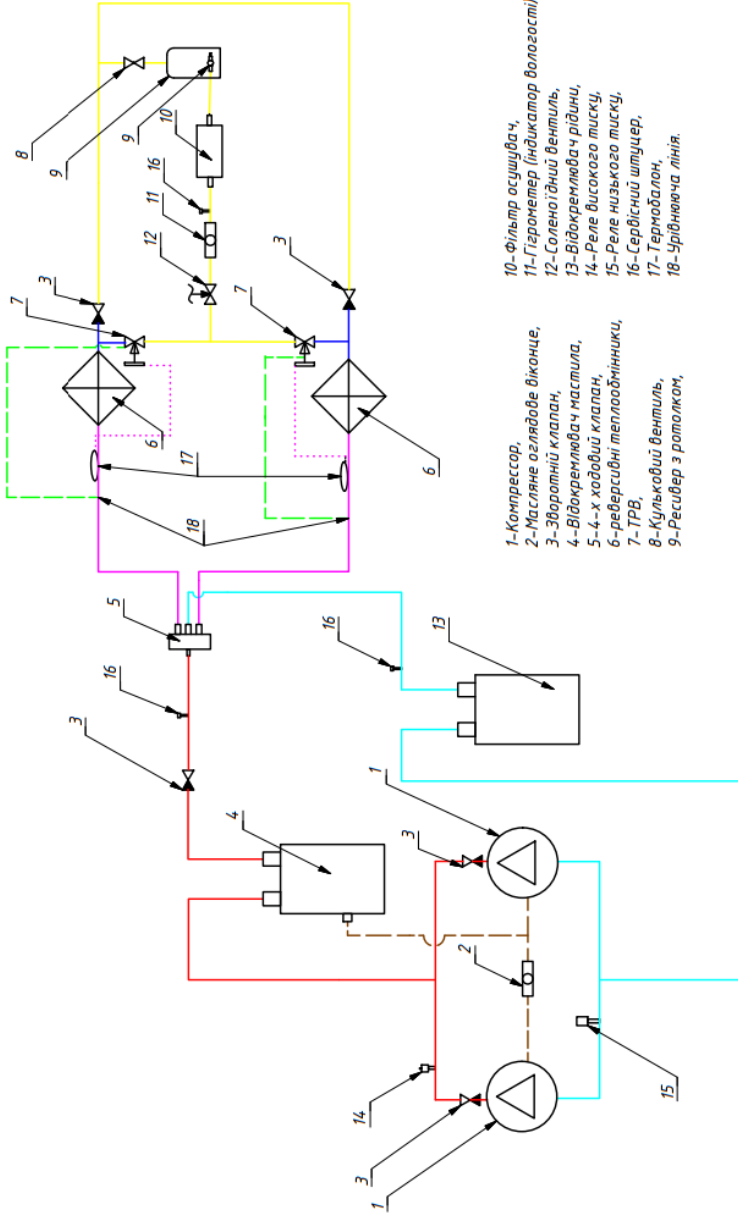 7
8
9
3
3
16
5
6
12
11
10
18
17
9
4
16
7
3
16
14
3
1
1
3
13
6
2
15
1-Компрессор,
2-Масляне оглядове віконце,
3-Зворотній клапан,
4-Відокремлювач мастила,
5-4-х ходовий клапан,
6-реверсивні теплообмінники,
7-ТРВ,
8-Кульковий вентиль,
9-Ресивер з ротолком,
10-Фільтр осушувач,
11-Гігрометер (індикатор вологості)
12-Соленоїдний вентиль,
13-Відокремлювач рідини,
14-Реле високого тиску,
15-Реле низького тиску,
16-Сервісний штуцер,
17-Термобалон,
18-Урівнююча лінія.